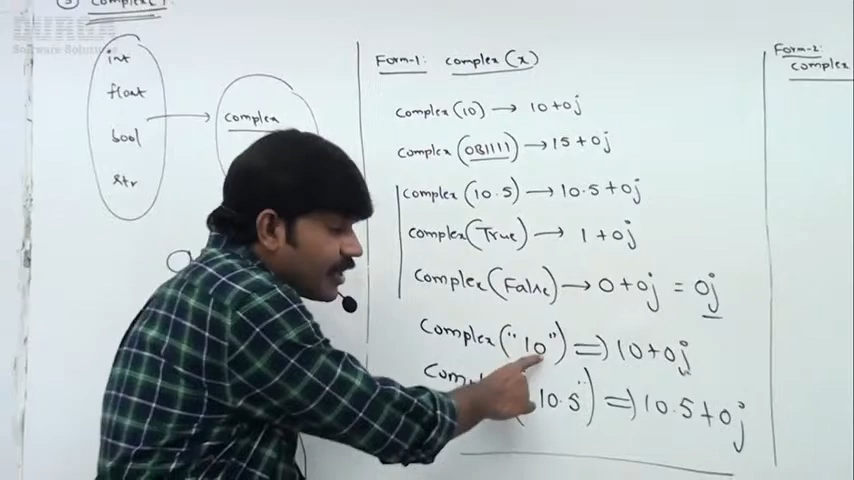 ③ Complex( ):
DURGA
Software Solutions
int
float
bool
str
complex
Form-1: complex(x)
complex(10) → 10+0j
complex(0B1111) → 15+0j
complex(10.5) → 10.5+0j
complex(True) → 1+0j
complex(False) → 0+0j = 0j
complex("10") ⇒ 10+0j
10.5") ⇒ 10.5+0j
Form-2:
complex